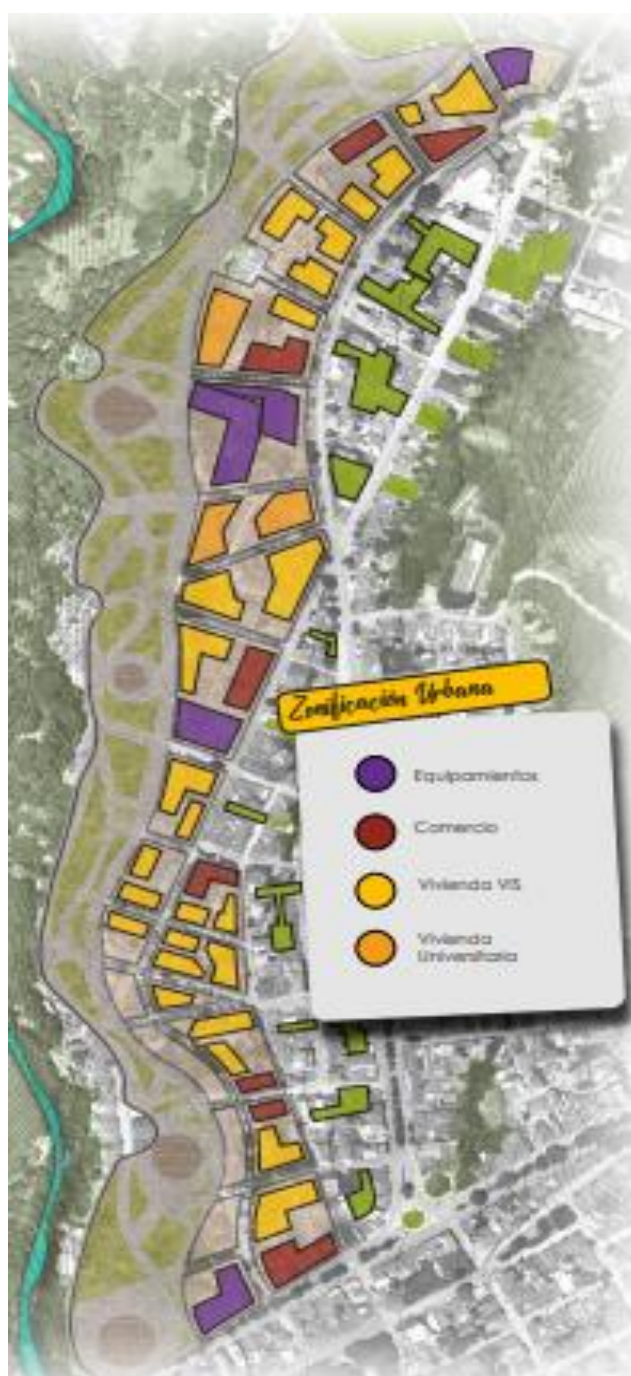 Zonificación Urbana
Equipamientos
Comercio
Vivienda VIS
Vivienda
Universitaria